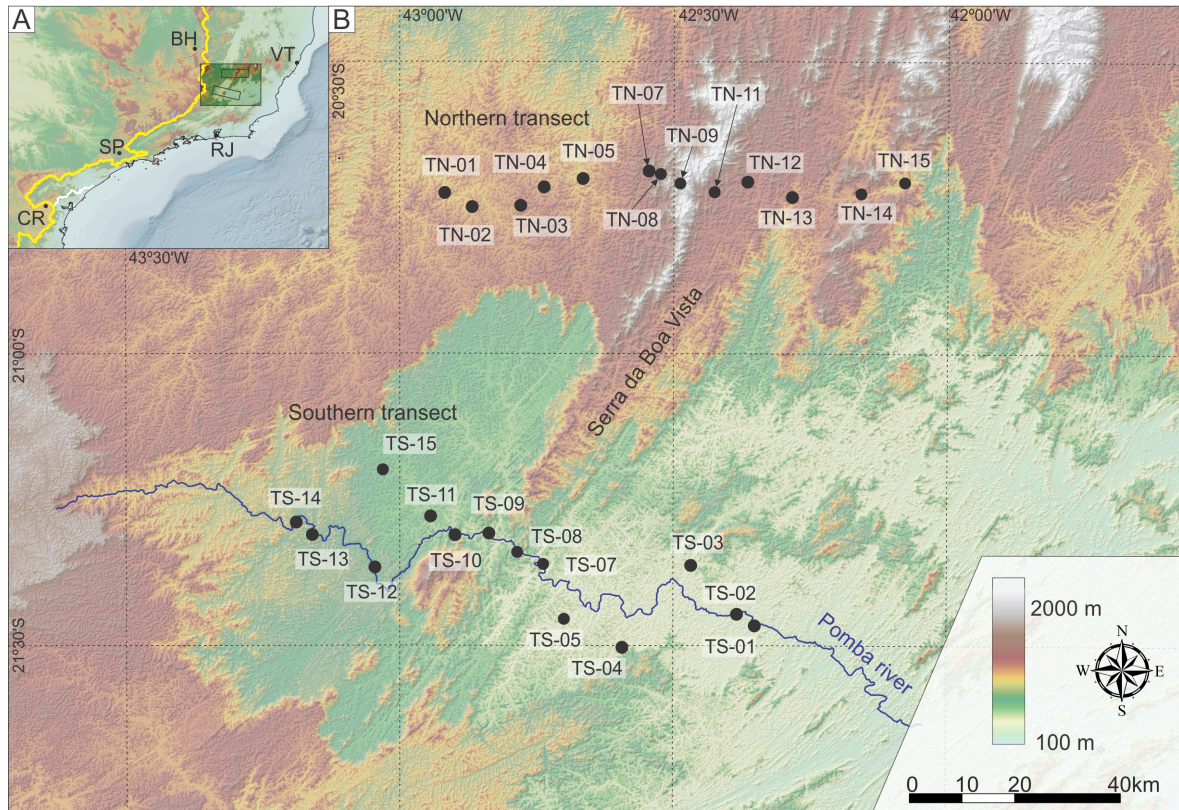 A
BH
VT
SP
RJ
CR
B
43°00'W
42°30'W
42°00'W
20°30'S
43°30'W
21°00'S
21°30'S
Northern transect
TN-01
TN-02
TN-04
TN-03
TN-05
TN-07
TN-08
TN-09
TN-11
TN-12
TN-13
TN-14
TN-15
Serra da Boa Vista
Southern transect
TS-15
TS-14
TS-13
TS-12
TS-11
TS-10
TS-09
TS-08
TS-07
TS-05
TS-04
TS-03
TS-02
TS-01
Pomba river
2000 m
100 m
N
W
E
S
0 10 20 40km